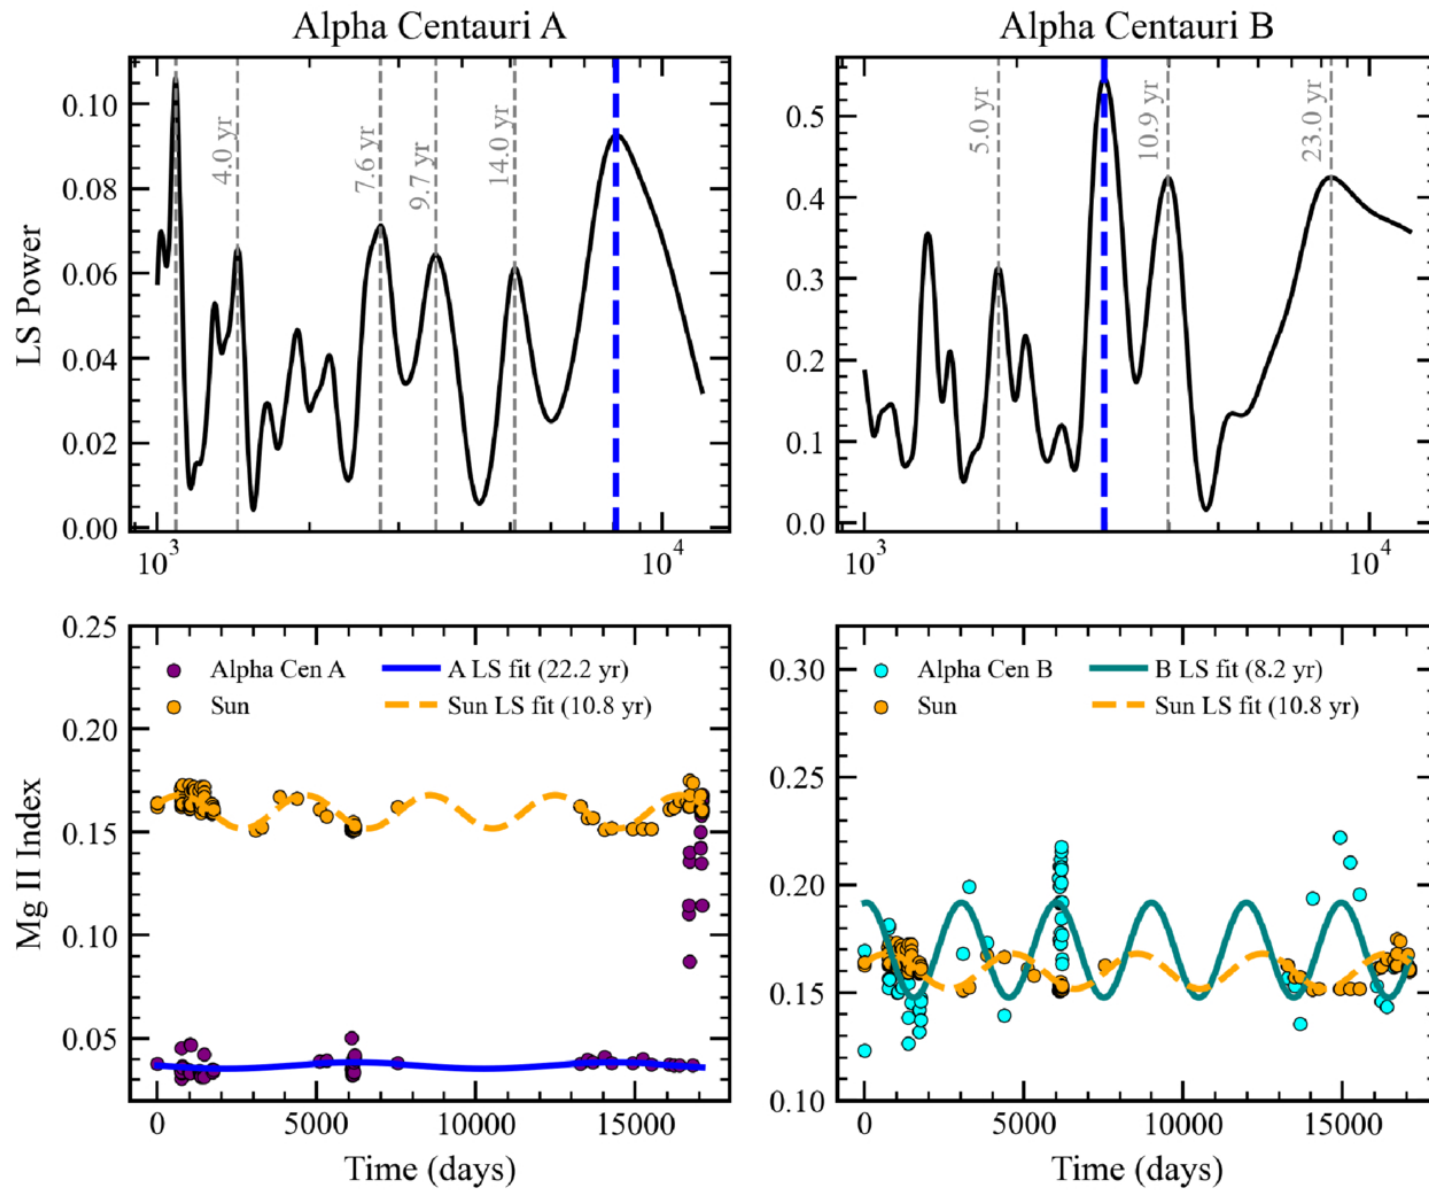 Alpha Centauri A
Alpha Centauri B
LS Power
0.10
0.08
0.06
0.04
0.02
0.00
4.0 yr
7.6 yr
9.7 yr
14.0 yr
10³
10⁴
0.5
0.4
0.3
0.2
0.1
0.0
5.0 yr
10.9 yr
23.0 yr
10³
10⁴
Mg II Index
0.25
0.20
0.15
0.10
0.05
Alpha Cen A
A LS fit (22.2 yr)
Sun
Sun LS fit (10.8 yr)
0
5000
10000
15000
Time (days)
0.30
0.25
0.20
0.15
0.10
Alpha Cen B
B LS fit (8.2 yr)
Sun
Sun LS fit (10.8 yr)
0
5000
10000
15000
Time (days)